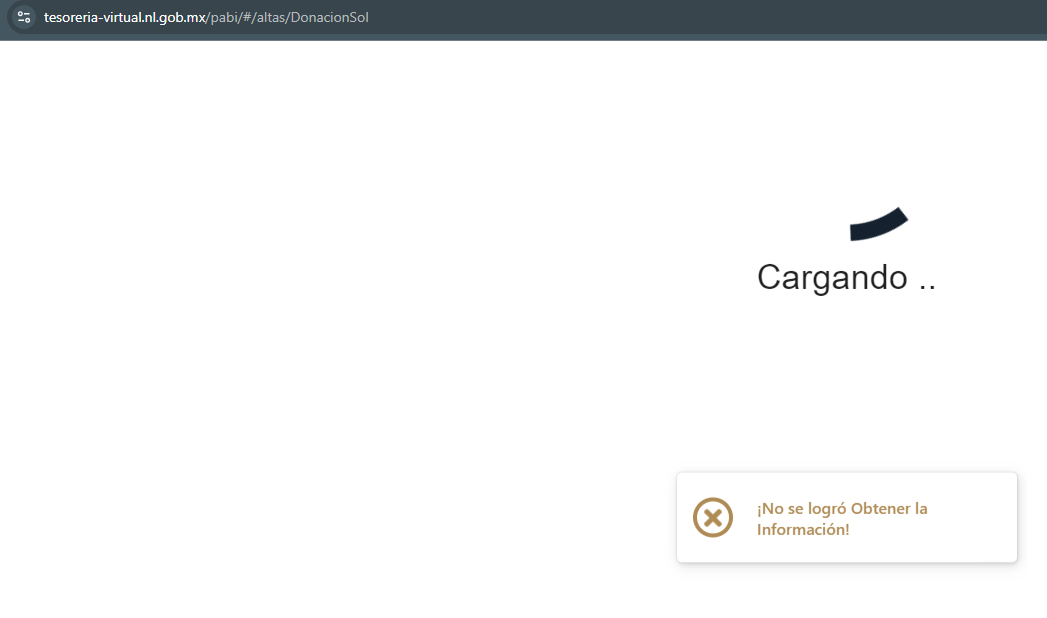 tesoreria-virtual.nl.gob.mx/pabi/#/altas/DonacionSol
Cargando ..
¡No se logró Obtener la
Información!